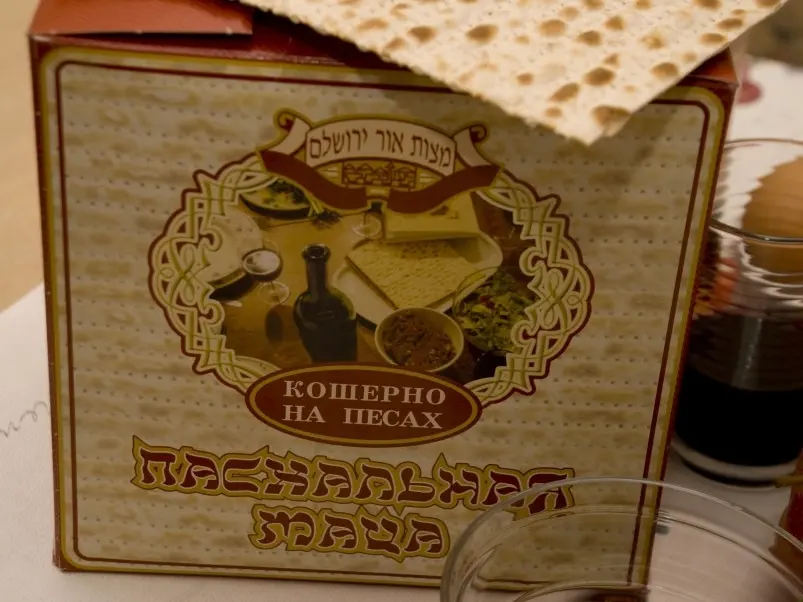 מצות אור ירושלם
КОШЕРНО
НА ПЕСАХ
ПАСХАЛЬНАЯ
МАЦА